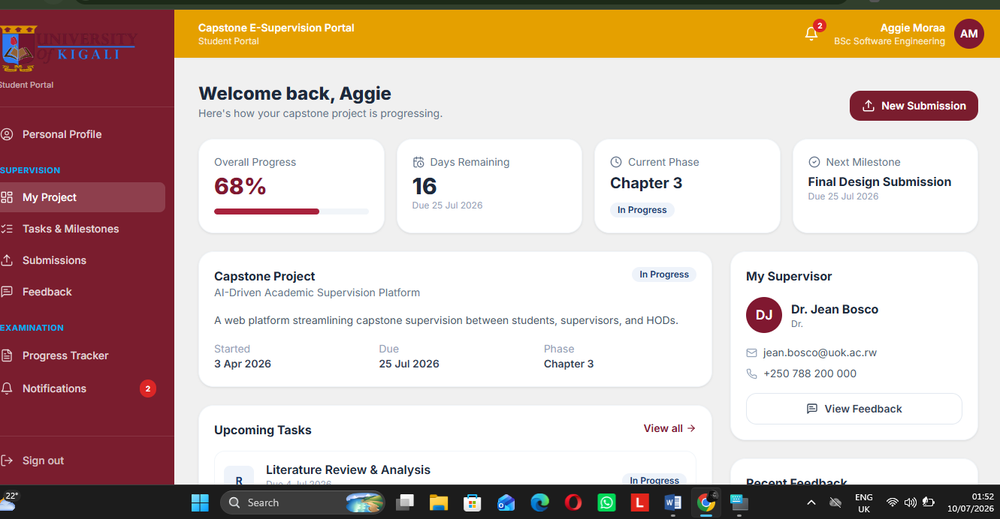 UNIVERSITY
of KIGALI
Student Portal
Personal Profile
SUPERVISION
My Project
Tasks & Milestones
Submissions
Feedback
EXAMINATION
Progress Tracker
Notifications 2
Sign out
Capstone E-Supervision Portal
Student Portal
2
Aggie Moraa
BSc Software Engineering
AM
Welcome back, Aggie
Here's how your capstone project is progressing.
New Submission
Overall Progress
68%
Days Remaining
16
Due 25 Jul 2026
Current Phase
Chapter 3
In Progress
Next Milestone
Final Design Submission
Due 25 Jul 2026
Capstone Project
In Progress
AI-Driven Academic Supervision Platform
A web platform streamlining capstone supervision between students, supervisors, and HODs.
Started Due Phase
3 Apr 2026 25 Jul 2026 Chapter 3
My Supervisor
DJ
Dr. Jean Bosco
Dr.
jean.bosco@uok.ac.rw
+250 788 200 000
View Feedback
Upcoming Tasks
View all
R
Literature Review & Analysis
Due 4 Jul 2026
In Progress
Recent Feedback
22°
Search
L
W
ENG
UK
01:52
10/07/2026